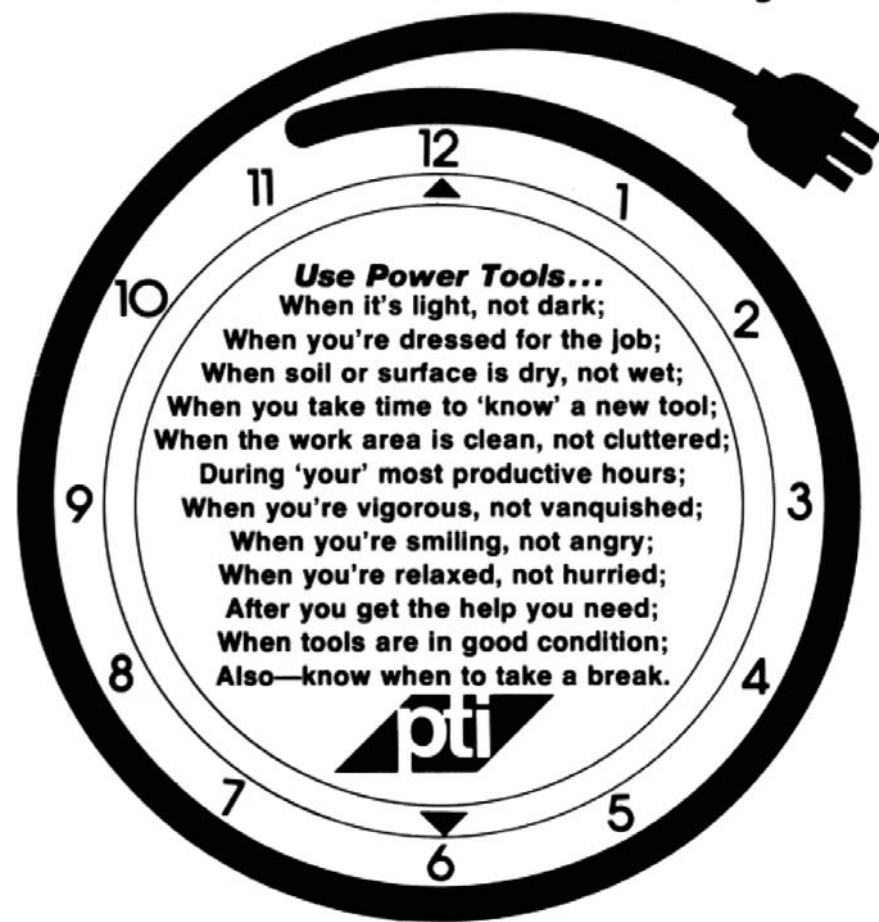 12
11
1
10
2
9
3
8
4
7
5
6
Use Power Tools...
When it's light, not dark;
When you're dressed for the job;
When soil or surface is dry, not wet;
When you take time to ‘know’ a new tool;
When the work area is clean, not cluttered;
During ‘your’ most productive hours;
When you're vigorous, not vanquished;
When you're smiling, not angry;
When you're relaxed, not hurried;
After you get the help you need;
When tools are in good condition;
Also—know when to take a break.
pti